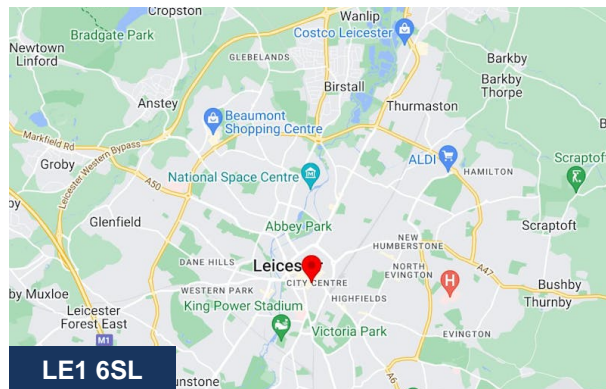 Cropston
Wanlip
Bradgate Park
Costco Leicester
Newtown
Linford
GLEBELANDS
Barkby
Birstall
Barkby
Thorpe
Anstey
Thurmaston
Beaumont
Shopping Centre
B
Markfield Rd
Leicester Western Bypass
Groby
ALDI
Scraptoft
National Space Centre
HAMILTON
A50
by
Glenfield
Abbey Park
Scraptoft
NEW
HUMBERSTONE
DANE HILLS
Leicester
NORTH
EVINGTON
A47
CITY CENTRE
by Muxloe
WESTERN PARK
HIGHFIELDS
H
Bushby
Thurnby
Leicester
Forest East
King Power Stadium
Victoria Park
EVINGTON
M1
LE1 6SL
unstone
A6